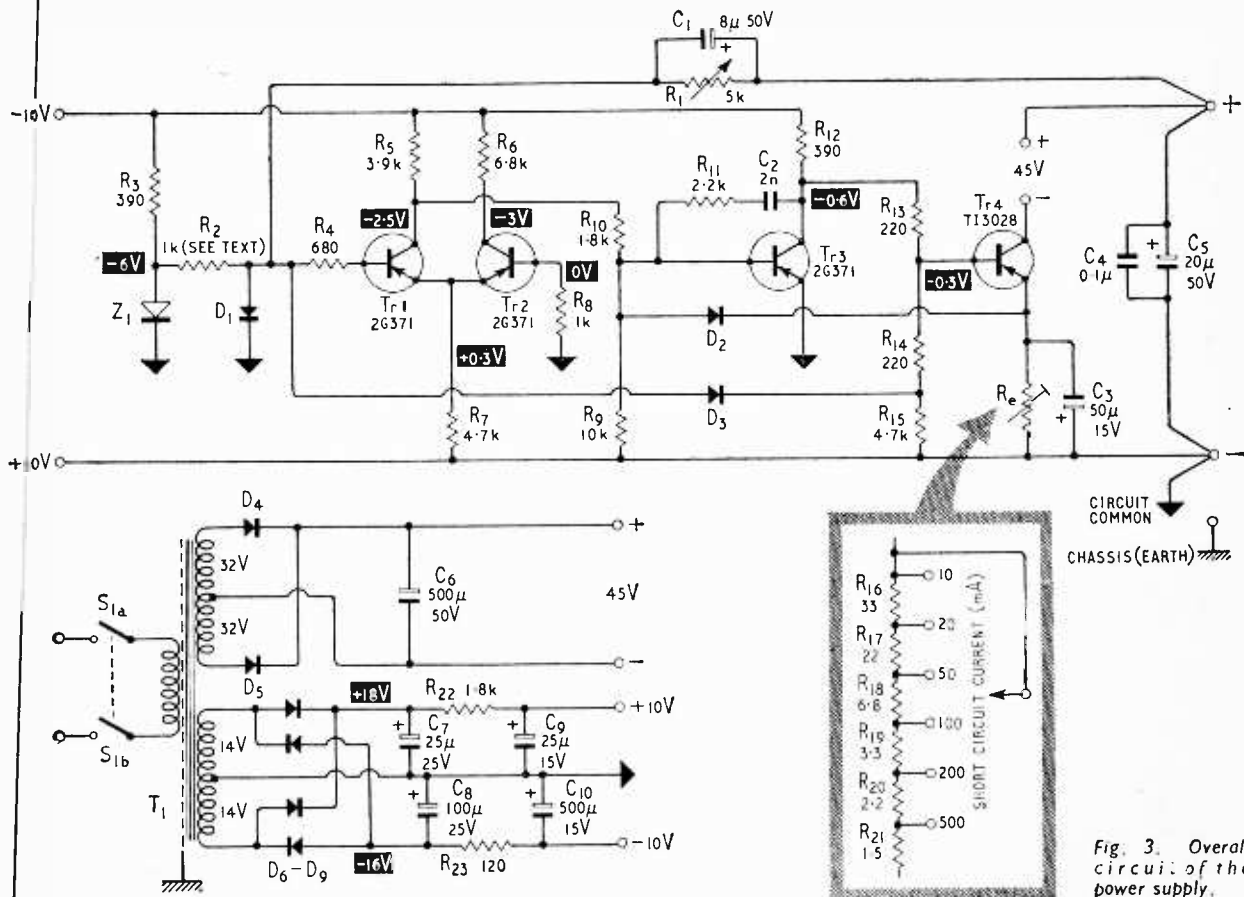 C1 8µ 50V
+
R1 5k
-10V
+
R3
390
R5
3·9k
R6
6.8k
R12
390
+
45V
-
R2
1k (SEE TEXT)
R4
680
-2·5V
-3V
R11
2·2k
C2
2n
-0·6V
R10
1·8k
R13
220
Tr4
TI3028
-6V
0V
Z1
D1
Tr1
2G371
Tr2
2G371
R8
1k
Tr3
2G371
-0·3V
C4
0·1µ
+
C5
20µ
50V
+0·3V
D2
R14
220
D3
Re
C3
50µ
15V
+
R7
4·7k
R9
10k
R15
4·7k
0V
-
CIRCUIT
COMMON
CHASSIS (EARTH)
D4
32V
32V
C6
500µ
50V
+
45V
-
S1a
S1b
D5
+18V
R22 1·8k
+10V
14V
14V
+
C7
25µ
25V
+
C9
25µ
15V
T1
+
C8
100µ
25V
+
C10
500µ
15V
D6-D9
-16V
R23 120
-10V
R16
33
R17
22
R18
6·8
R19
3·3
R20
2·2
R21
1·5
10
20
50
100
200
500
SHORT CIRCUIT CURRENT (mA)
Fig. 3. Overal
circuit of the
power supply.